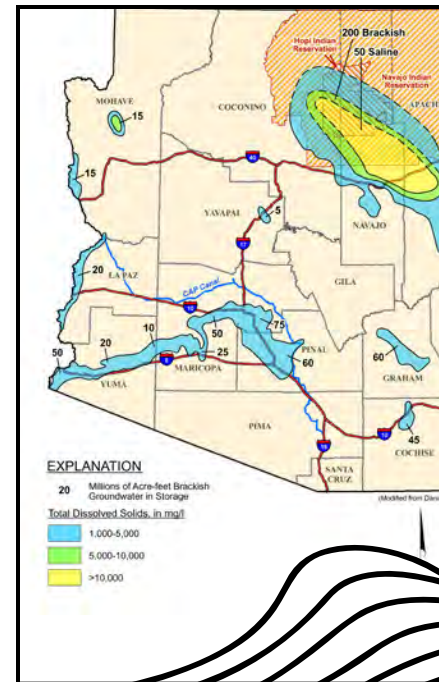 200 Brackish
50 Saline
Hopi Indian
Reservation
Navajo Indian
Reservation
MOHAVE
COCONINO
APACH
15
40
15
YAVAPAI
5
NAVAJO
17
20
LA PAZ
CAP Canal
GILA
10
50
75
10
20
25
PINAL
60
50
8
YUMA
MARICOPA
60
GRAHAM
PIMA
10
45
COCHISE
19
SANTA
CRUZ
EXPLANATION
20 Millions of Acre-feet Brackish
Groundwater in Storage
(Modified from Dan
Total Dissolved Solids, in mg/l
1,000-5,000
5,000-10,000
>10,000